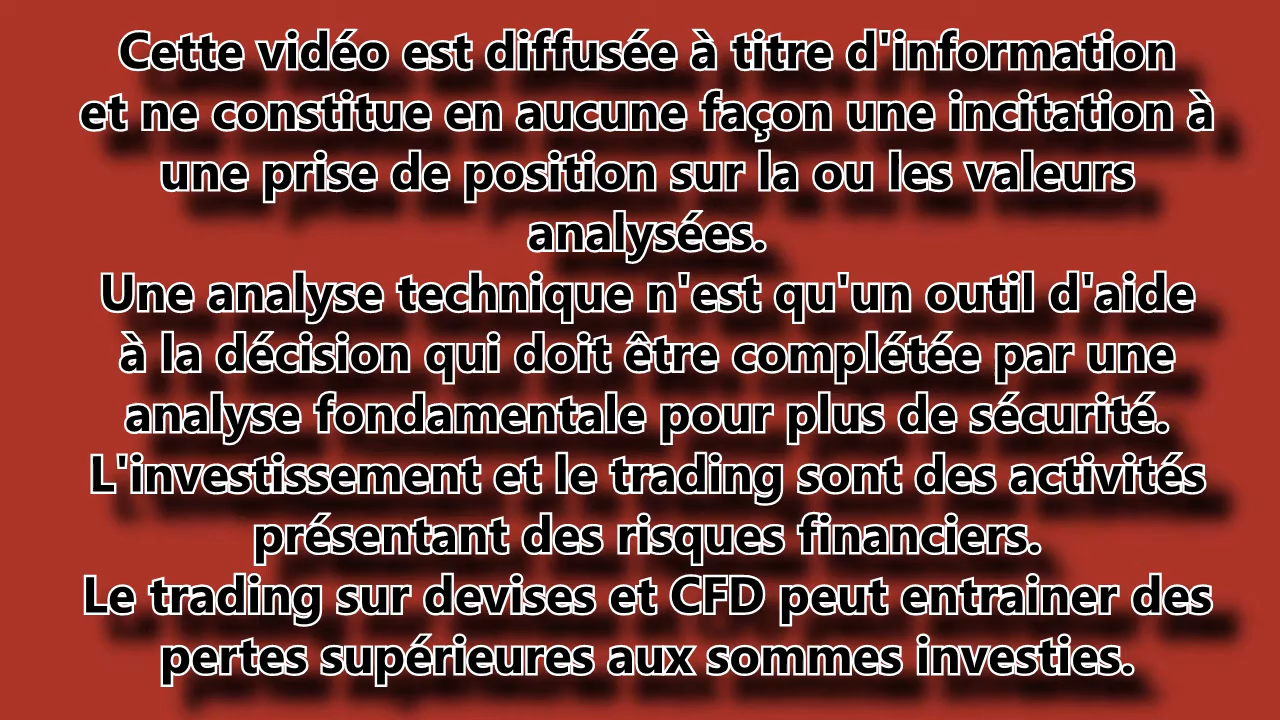 Cette vidéo est diffusée à titre d'information
et ne constitue en aucune façon une incitation à
une prise de position sur la ou les valeurs
analysées.
Une analyse technique n'est qu'un outil d'aide
à la décision qui doit être complétée par une
analyse fondamentale pour plus de sécurité.
L'investissement et le trading sont des activités
présentant des risques financiers.
Le trading sur devises et CFD peut entrainer des
pertes supérieures aux sommes investies.